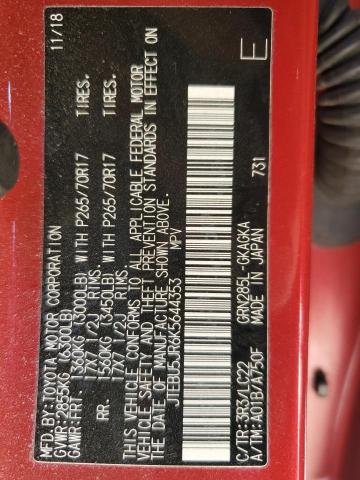 MFD.BY:TOYOTA MOTOR CORPORATION 11/18
GVWR:2855KG (6300LB)
GAWR:FRT. 1360KG (3000LB) WITH P265/70R17 TIRES.
17X7 1/2J RIMS.
RR. 1560KG (3450LB) WITH P265/70R17 TIRES.
17X7 1/2J RIMS.
THIS VEHICLE CONFORMS TO ALL APPLICABLE FEDERAL MOTOR
VEHICLE SAFETY AND THEFT PREVENTION STANDARDS IN EFFECT ON
THE DATE OF MANUFACTURE SHOWN ABOVE.
JTEBU5JR6K5644353 MPV
E
C/TR:3R3/LC22 GRN285L-GKAGKA 731
A/TM:A01B/A750F MADE IN JAPAN